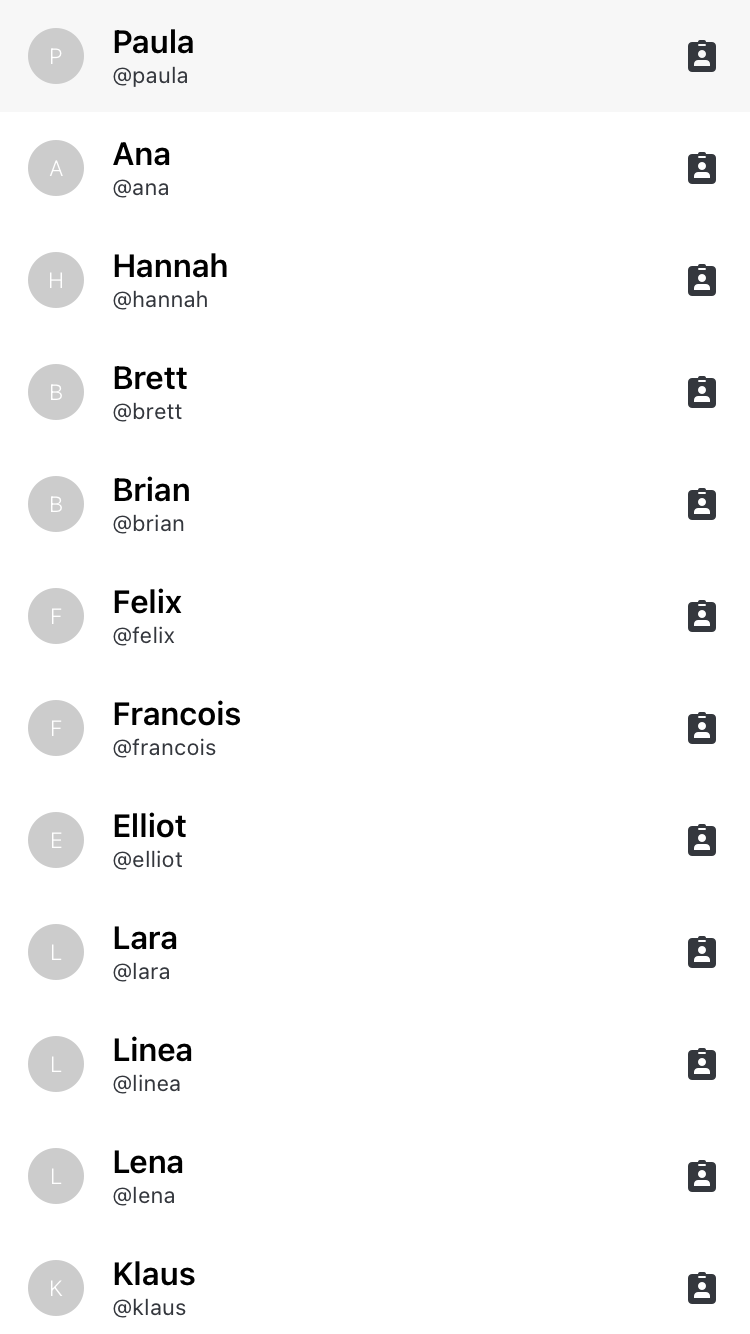 P
Paula
@paula
A
Ana
@ana
H
Hannah
@hannah
B
Brett
@brett
B
Brian
@brian
F
Felix
@felix
F
Francois
@francois
E
Elliot
@elliot
L
Lara
@lara
L
Linea
@linea
L
Lena
@lena
K
Klaus
@klaus